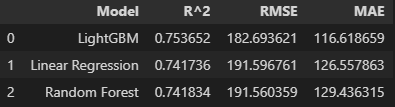 Model R^2 RMSE MAE
0 LightGBM 0.753652 182.693621 116.618659
1 Linear Regression 0.741736 191.596761 126.557863
2 Random Forest 0.741834 191.560359 129.436315